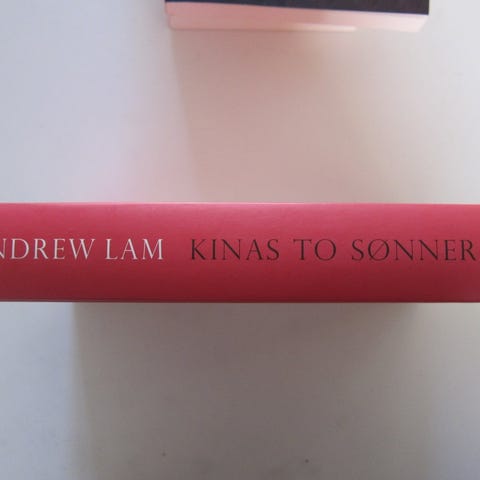 NDREW LAM KINAS TO SØNNER